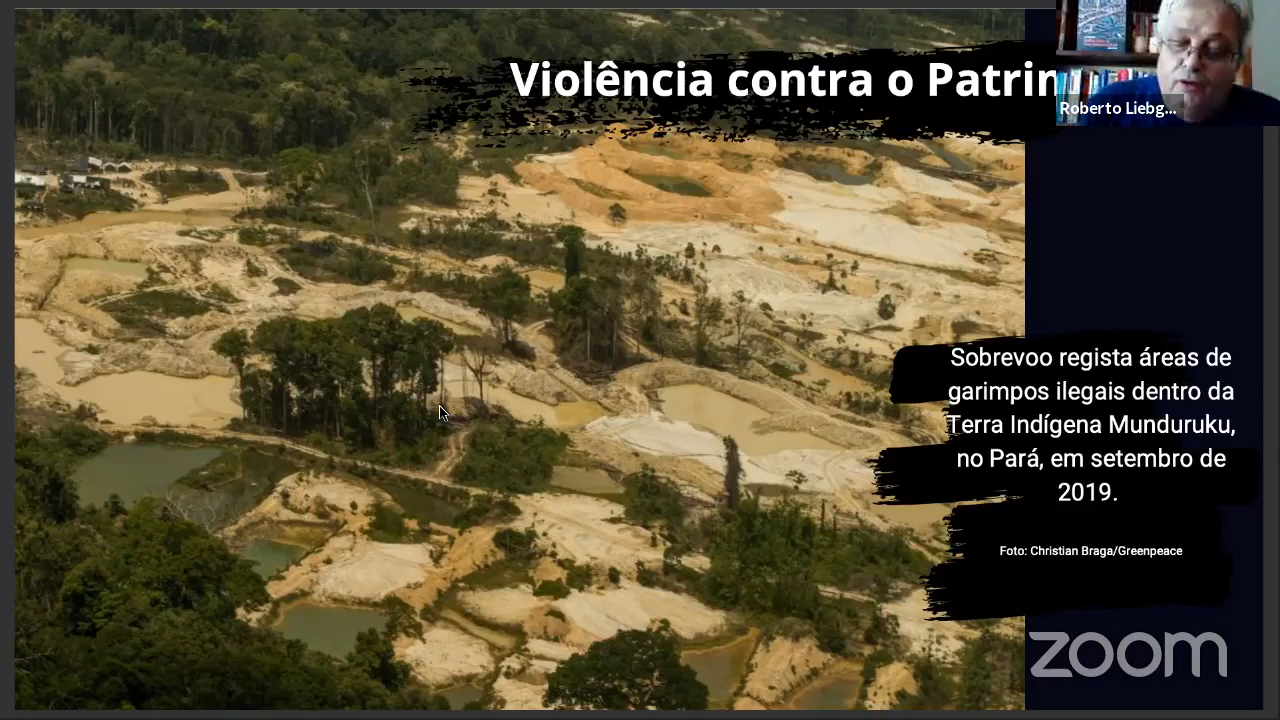 Violência contra o Patrim
Roberto Liebg...
Sobrevoo regista áreas de
garimpos ilegais dentro da
Terra Indígena Munduruku,
no Pará, em setembro de
2019.
Foto: Christian Braga/Greenpeace
zoom